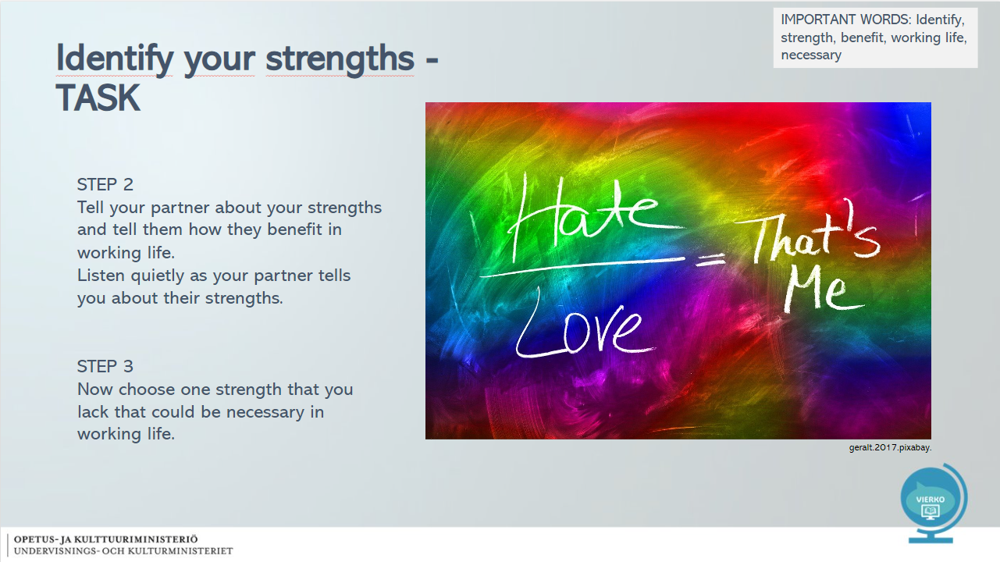 IMPORTANT WORDS: Identify,
strength, benefit, working life,
necessary
Identify your strengths -
TASK
STEP 2
Tell your partner about your strengths
and tell them how they benefit in
working life.
Listen quietly as your partner tells
you about their strengths.
STEP 3
Now choose one strength that you
lack that could be necessary in
working life.
Hate
Love
= That's
Me
geralt.2017.pixabay.
VIERKO
OPETUS- JA KULTTUURIMINISTERIÖ
UNDERVISNINGS- OCH KULTURMINISTERIET